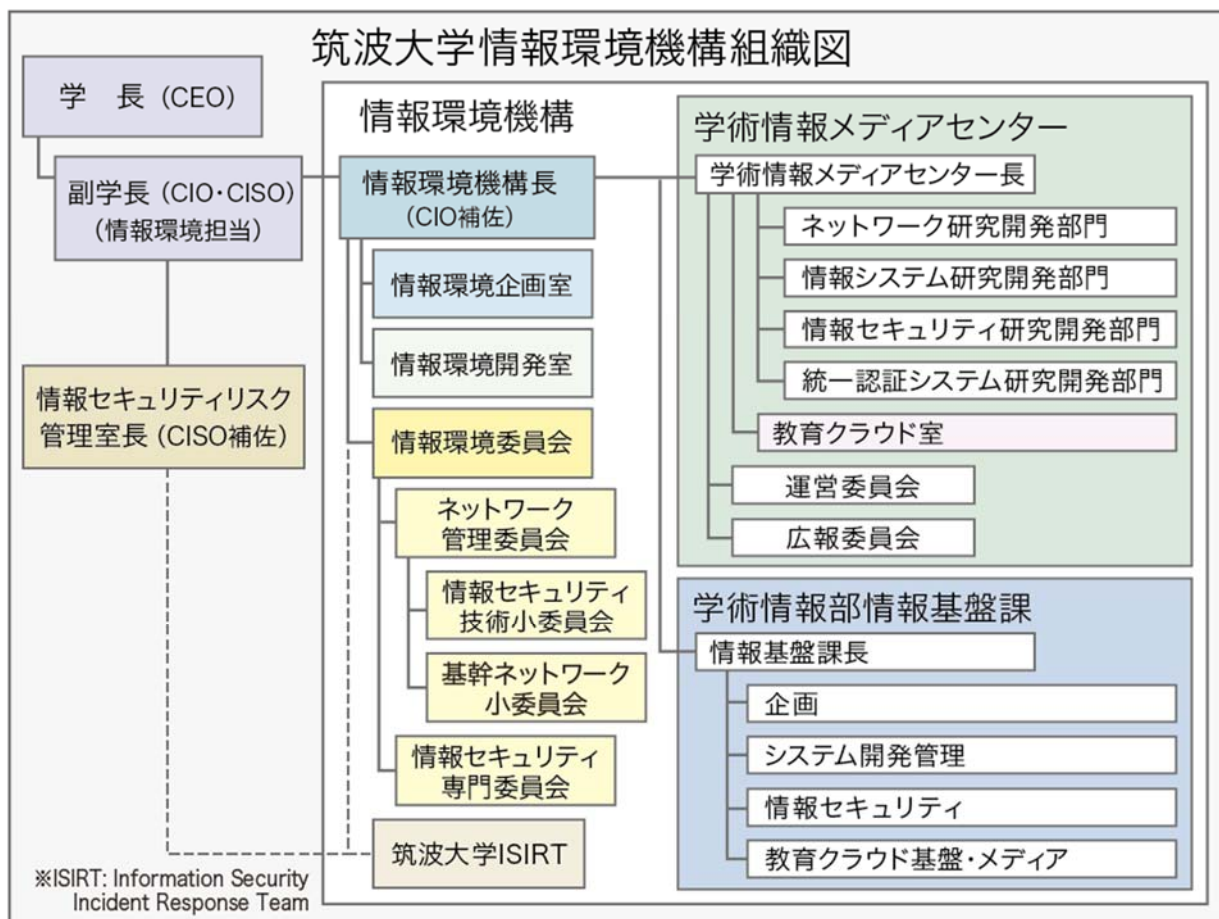 筑波大学情報環境機構組織図
学　長（CEO）
副学長（CIO・CISO）
（情報環境担当）
情報セキュリティリスク
管理室長（CISO補佐）
※ISIRT: Information Security
Incident Response Team
情報環境機構
情報環境機構長
（CIO補佐）
情報環境企画室
情報環境開発室
情報環境委員会
ネットワーク
管理委員会
情報セキュリティ
技術小委員会
基幹ネットワーク
小委員会
情報セキュリティ
専門委員会
筑波大学ISIRT
学術情報メディアセンター
学術情報メディアセンター長
ネットワーク研究開発部門
情報システム研究開発部門
情報セキュリティ研究開発部門
統一認証システム研究開発部門
教育クラウド室
運営委員会
広報委員会
学術情報部情報基盤課
情報基盤課長
企画
システム開発管理
情報セキュリティ
教育クラウド基盤・メディア